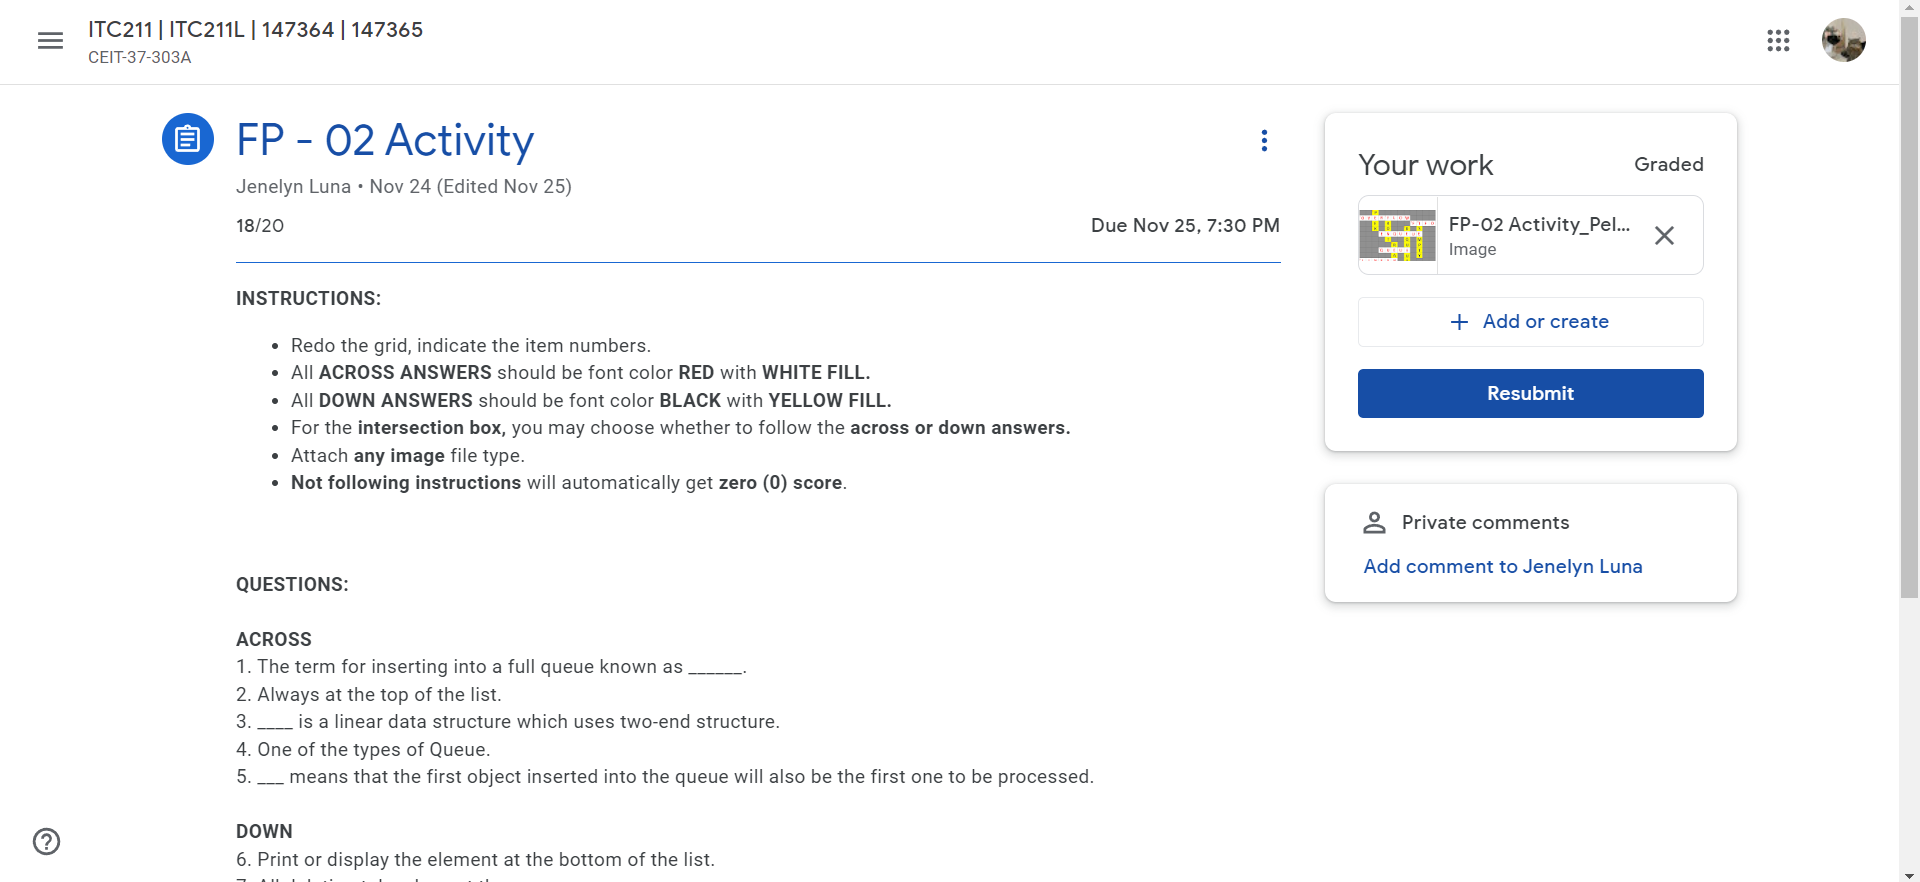 ITC211 | ITC211L | 147364 | 147365
CEIT-37-303A
FP - 02 Activity
Jenelyn Luna • Nov 24 (Edited Nov 25)
18/20
Due Nov 25, 7:30 PM
INSTRUCTIONS:
• Redo the grid, indicate the item numbers.
• All ACROSS ANSWERS should be font color RED with WHITE FILL.
• All DOWN ANSWERS should be font color BLACK with YELLOW FILL.
• For the intersection box, you may choose whether to follow the across or down answers.
• Attach any image file type.
• Not following instructions will automatically get zero (0) score.
QUESTIONS:
ACROSS
1. The term for inserting into a full queue known as ______.
2. Always at the top of the list.
3. ____ is a linear data structure which uses two-end structure.
4. One of the types of Queue.
5. ___ means that the first object inserted into the queue will also be the first one to be processed.
DOWN
6. Print or display the element at the bottom of the list.
Your work
Graded
FP-02 Activity_Pel...
Image
+ Add or create
Resubmit
Private comments
Add comment to Jenelyn Luna